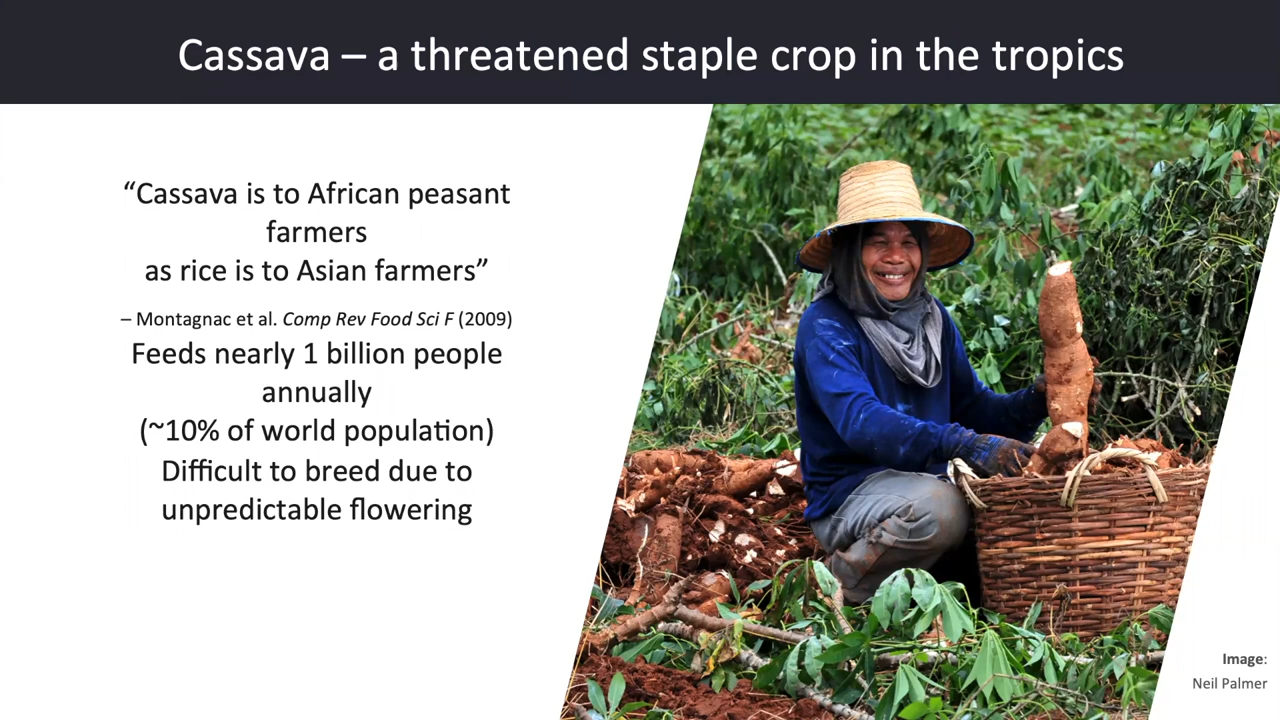 Cassava – a threatened staple crop in the tropics
“Cassava is to African peasant
farmers
as rice is to Asian farmers”
– Montagnac et al. Comp Rev Food Sci F (2009)
Feeds nearly 1 billion people
annually
(~10% of world population)
Difficult to breed due to
unpredictable flowering
Image:
Neil Palmer